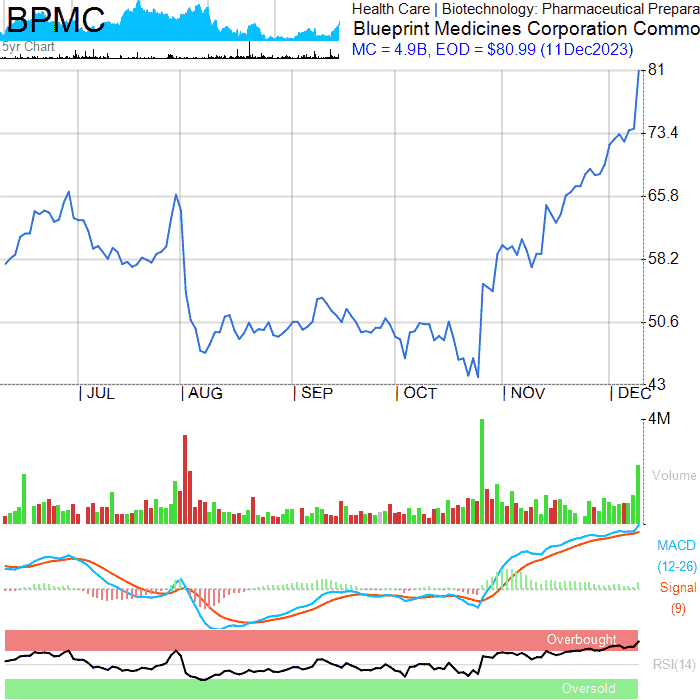 BPMC
5yr Chart
Health Care | Biotechnology: Pharmaceutical Prepara
Blueprint Medicines Corporation Commo
MC = 4.9B, EOD = $80.99 (11Dec2023)
81
73.4
65.8
58.2
50.6
43
| JUL | AUG | SEP | OCT | NOV | DEC
4M
Volume
MACD
(12-26)
Signal
(9)
Overbought
RSI(14)
Oversold